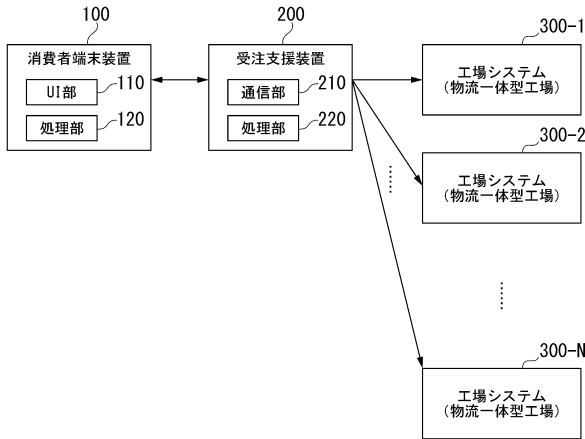 100
消費者端末装置
UI部
110
処理部
120
200
受注支援装置
通信部
210
処理部
220
300-1
工場システム
(物流一体型工場)
300-2
工場システム
(物流一体型工場)
300-N
工場システム
(物流一体型工場)